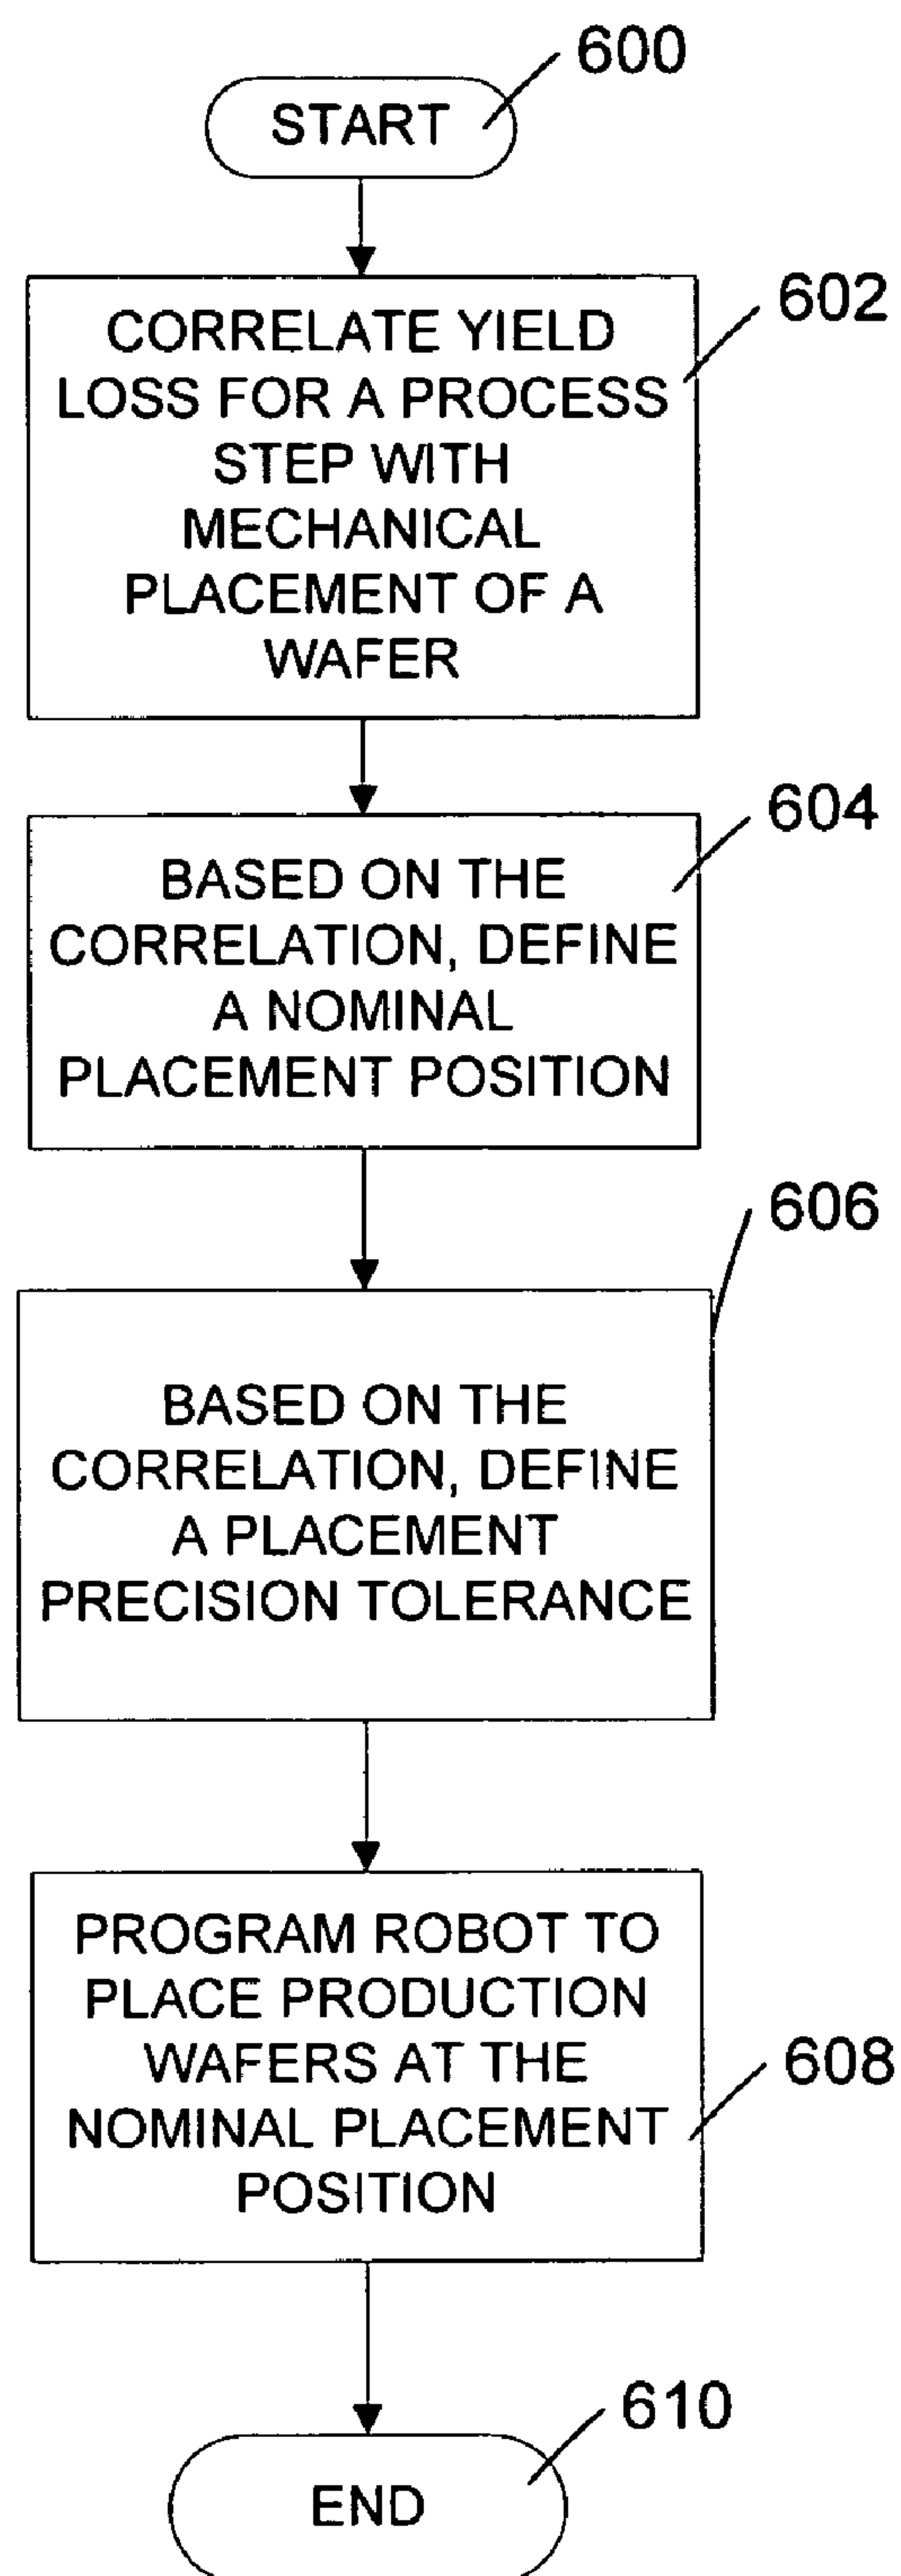 600
START
602
CORRELATE YIELD
LOSS FOR A PROCESS
STEP WITH
MECHANICAL
PLACEMENT OF A
WAFER
604
BASED ON THE
CORRELATION, DEFINE
A NOMINAL
PLACEMENT POSITION
606
BASED ON THE
CORRELATION, DEFINE
A PLACEMENT
PRECISION TOLERANCE
608
PROGRAM ROBOT TO
PLACE PRODUCTION
WAFERS AT THE
NOMINAL PLACEMENT
POSITION
610
END